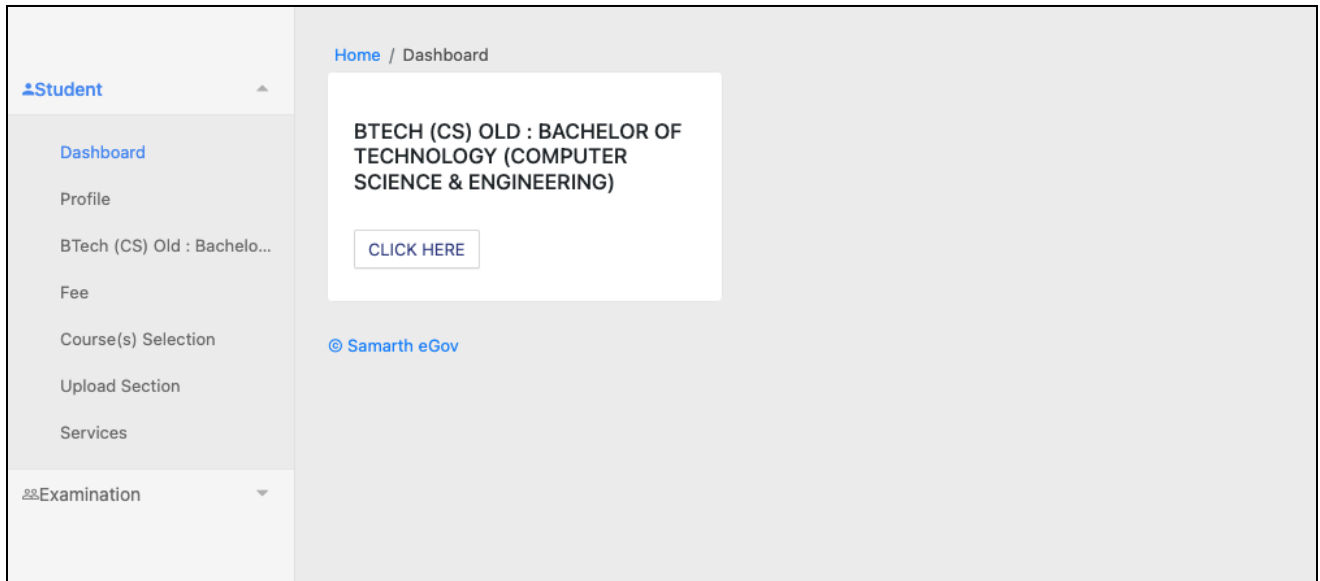 Student
Dashboard
Profile
BTech (CS) Old : Bachelo...
Fee
Course(s) Selection
Upload Section
Services
Examination
Home / Dashboard
BTECH (CS) OLD : BACHELOR OF
TECHNOLOGY (COMPUTER
SCIENCE & ENGINEERING)
CLICK HERE
© Samarth eGov